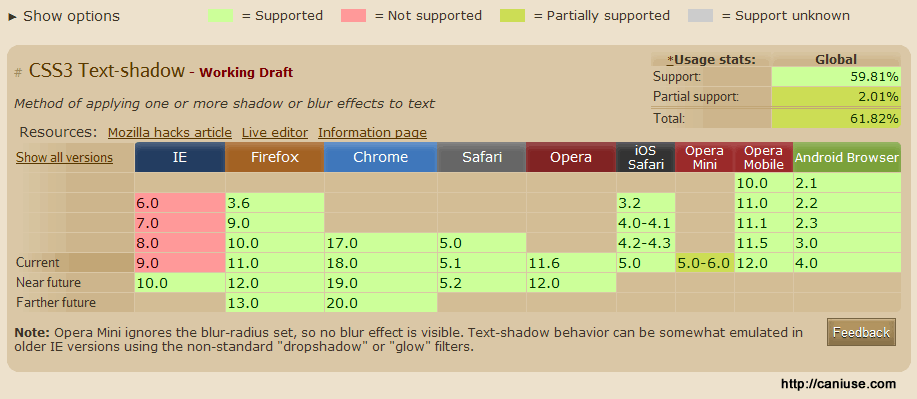 ► Show options = Supported = Not supported = Partially supported = Support unknown
# CSS3 Text-shadow - Working Draft
*Usage stats: Global
Support: 59.81%
Partial support: 2.01%
Total: 61.82%
Method of applying one or more shadow or blur effects to text
Resources: Mozilla hacks article Live editor Information page
Show all versions IE Firefox Chrome Safari Opera iOS Safari Opera Mini Opera Mobile Android Browser
10.0 2.1
6.0 3.6 3.2 11.0 2.2
7.0 9.0 4.0-4.1 11.1 2.3
8.0 10.0 17.0 5.0 4.2-4.3 11.5 3.0
Current 9.0 11.0 18.0 5.1 11.6 5.0 5.0-6.0 12.0 4.0
Near future 10.0 12.0 19.0 5.2 12.0
Farther future 13.0 20.0
Note: Opera Mini ignores the blur-radius set, so no blur effect is visible. Text-shadow behavior can be somewhat emulated in
older IE versions using the non-standard "dropshadow" or "glow" filters.
Feedback
http://caniuse.com